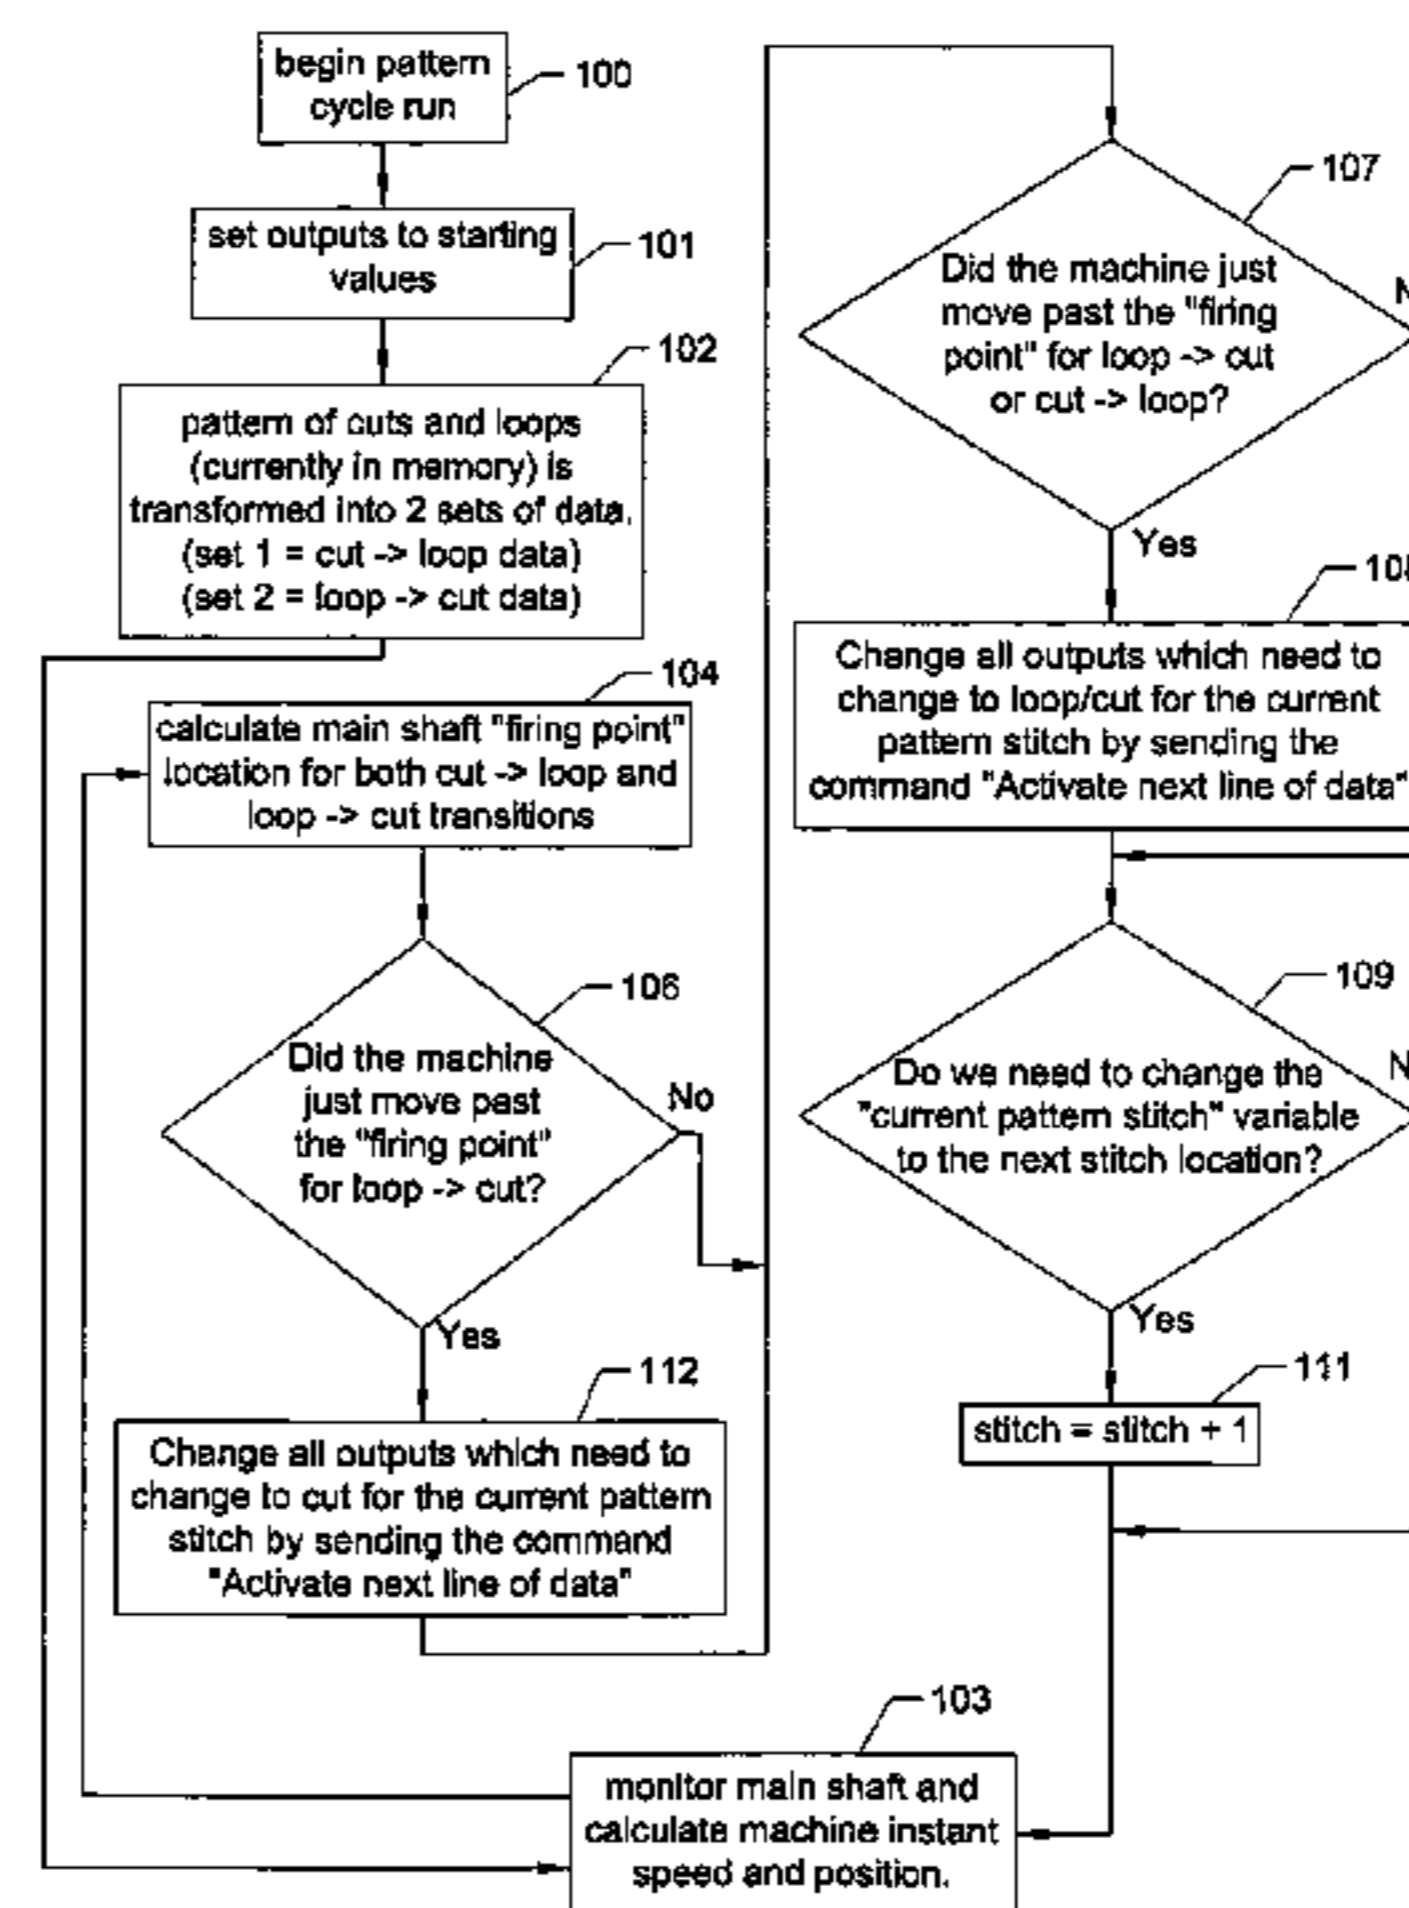 begin pattern
cycle run
100
set outputs to starting
values
101
102
pattern of cuts and loops
(currently in memory) is
transformed into 2 sets of data.
(set 1 = cut -> loop data)
(set 2 = loop -> cut data)
104
calculate main shaft "firing point"
location for both cut -> loop and
loop -> cut transitions
106
Did the machine
just move past
the "firing point"
for loop -> cut?
No
Yes
112
Change all outputs which need to
change to cut for the current pattern
stitch by sending the command
"Activate next line of data"
103
monitor main shaft and
calculate machine instant
speed and position.
107
Did the machine just
move past the "firing
point" for loop -> cut
or cut -> loop?
Yes
Change all outputs which need to
change to loop/cut for the current
pattern stitch by sending the
command "Activate next line of data"
109
Do we need to change the
"current pattern stitch" variable
to the next stitch location?
Yes
111
stitch = stitch + 1